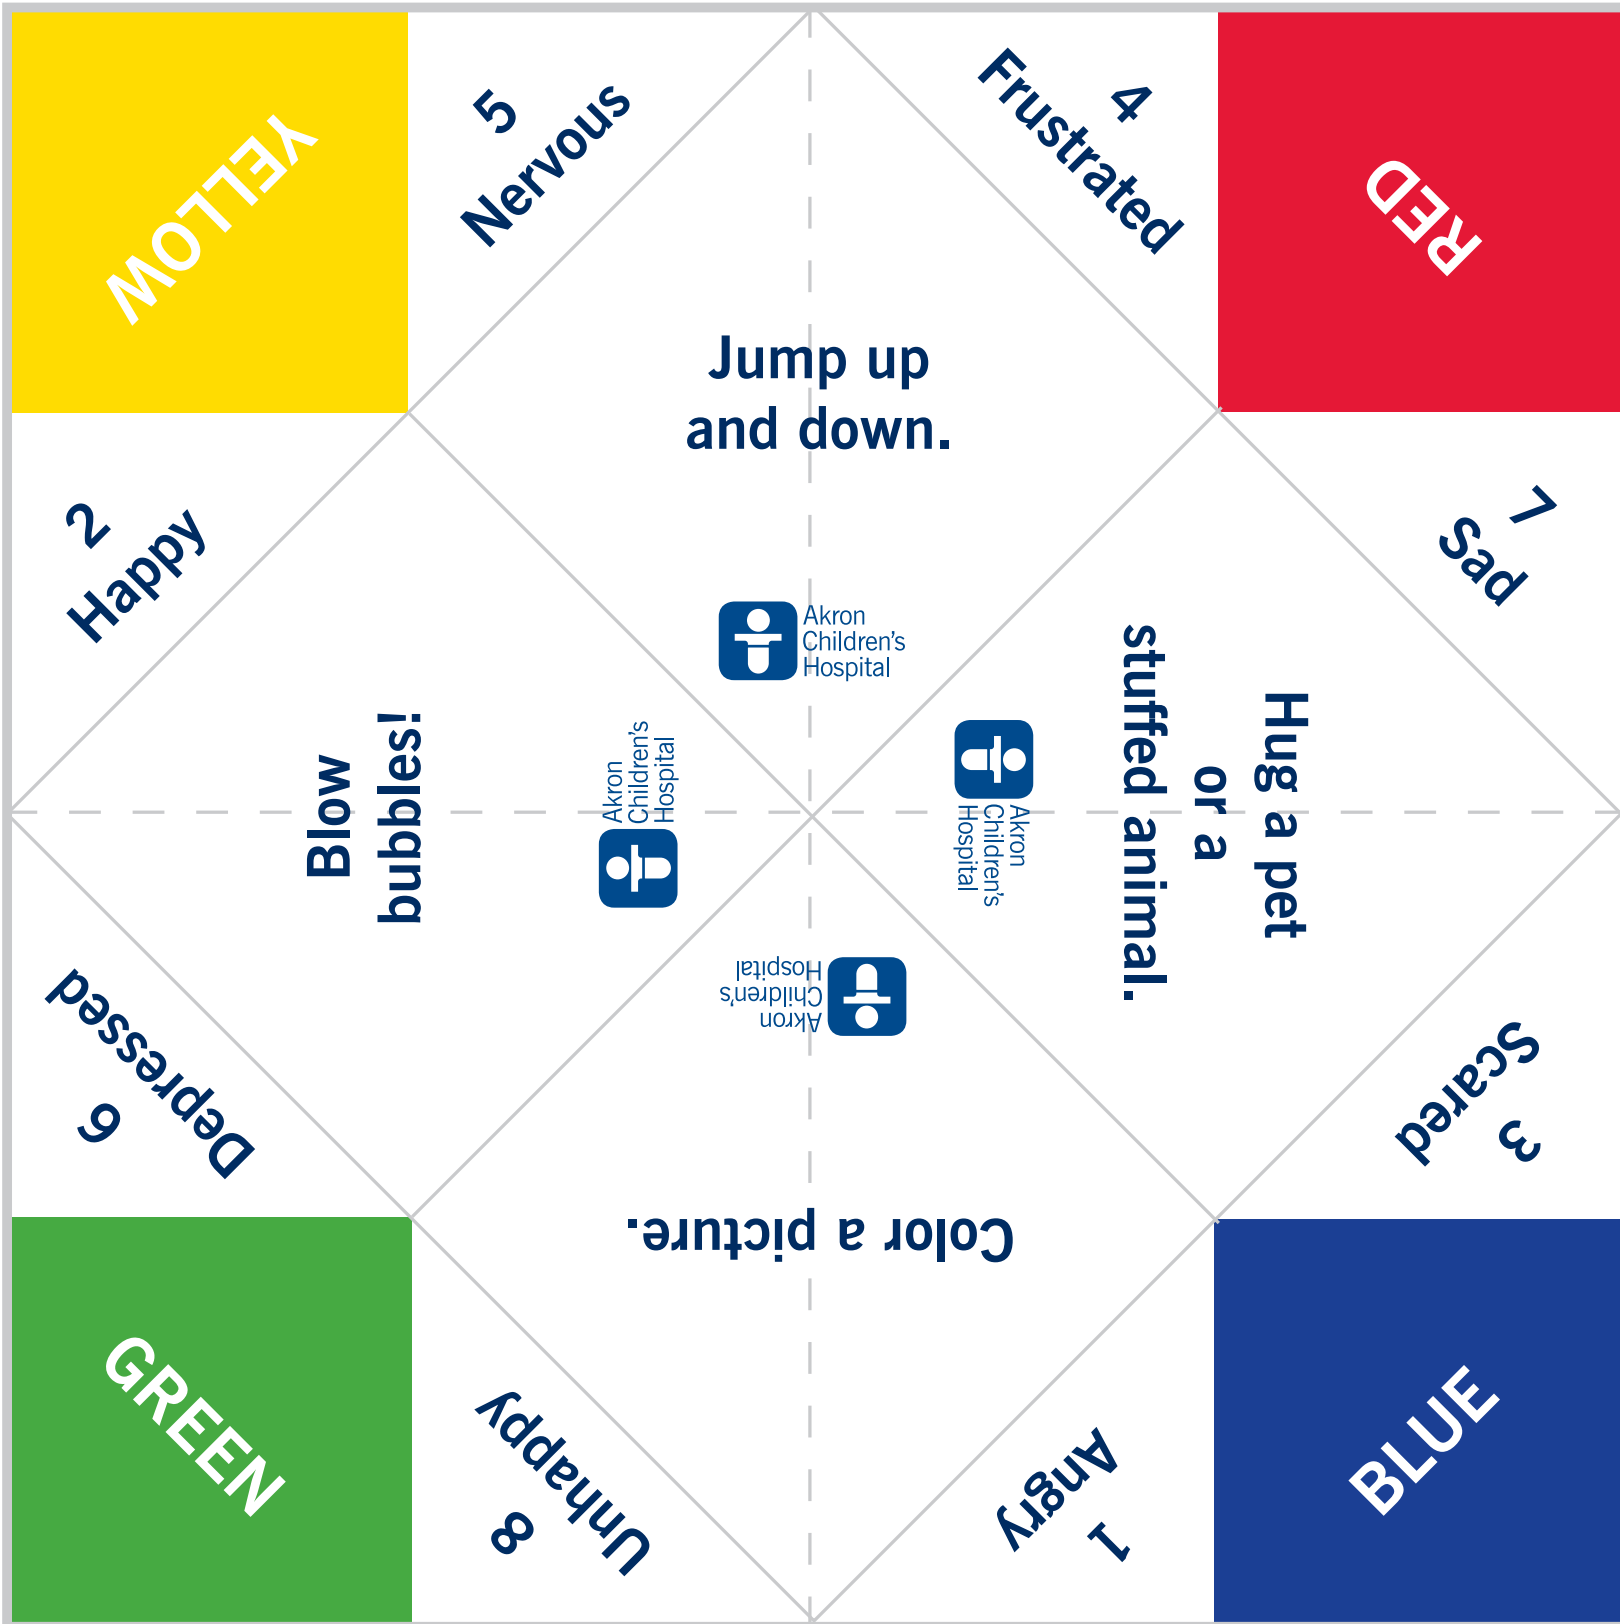 YELLOW
5
Nervous
4
Frustrated
RED
Jump up
and down.
2
Happy
7
Sad
Akron
Children's
Hospital
Blow
bubbles!
Akron
Children's
Hospital
Akron
Children's
Hospital
Hug a pet
or a
stuffed animal.
Akron
Children's
Hospital
6
Depressed
3
Scared
Color a picture.
GREEN
8
Unhappy
1
Angry
BLUE